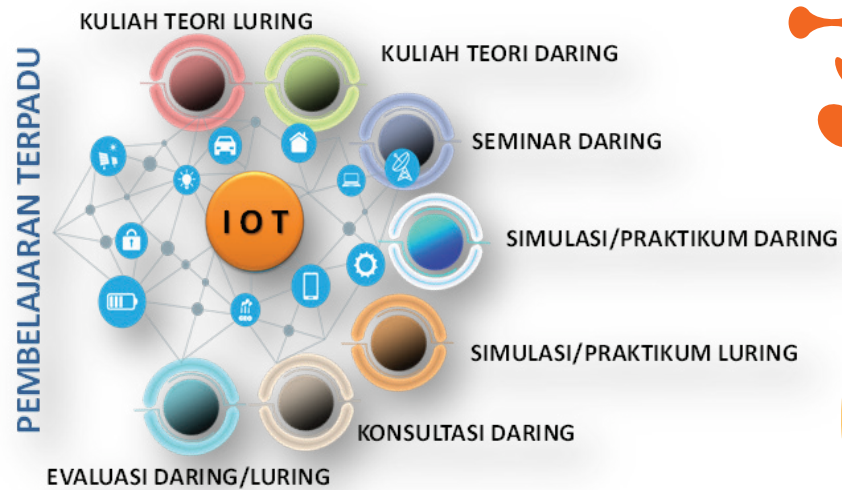 PEMBELAJARAN TERPADU
KULIAH TEORI LURING
KULIAH TEORI DARING
SEMINAR DARING
IOT
SIMULASI/PRAKTIKUM DARING
SIMULASI/PRAKTIKUM LURING
KONSULTASI DARING
EVALUASI DARING/LURING